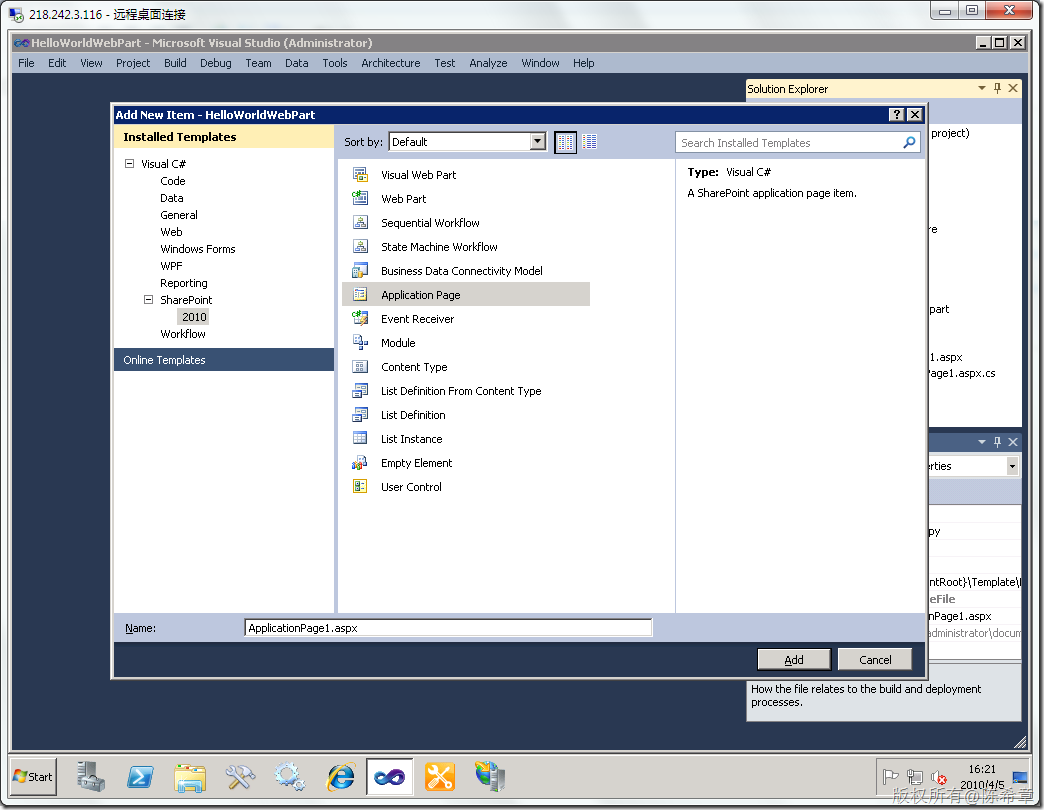 218.242.3.116 - 远程桌面连接
HelloWorldWebPart - Microsoft Visual Studio (Administrator)
File Edit View Project Build Debug Team Data Tools Architecture Test Analyze Window Help
Solution Explorer
Add New Item - HelloWorldWebPart
Installed Templates
Visual C#
Code
Data
General
Web
Windows Forms
WPF
Reporting
SharePoint
2010
Workflow
Online Templates
Sort by: Default
Search Installed Templates
Visual Web Part
Web Part
Sequential Workflow
State Machine Workflow
Business Data Connectivity Model
Application Page
Event Receiver
Module
Content Type
List Definition From Content Type
List Definition
List Instance
Empty Element
User Control
Type: Visual C#
A SharePoint application page item.
Name: ApplicationPage1.aspx
Add Cancel
project)
re
part
1.aspx
Page1.aspx.cs
rties
py
ntRoot}\Template\
eFile
nPage1.aspx
administrator\docum
How the file relates to the build and deployment
processes.
Start
16:21
2010/4/5
版权所有@陈希章